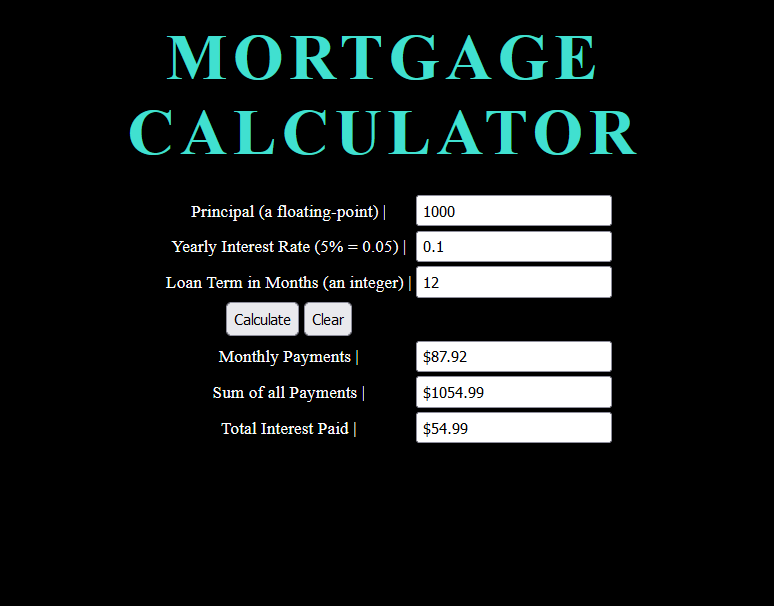 MORTGAGE
CALCULATOR
Principal (a floating-point) | 1000
Yearly Interest Rate (5% = 0.05) | 0.1
Loan Term in Months (an integer) | 12
Calculate Clear
Monthly Payments | $87.92
Sum of all Payments | $1054.99
Total Interest Paid | $54.99